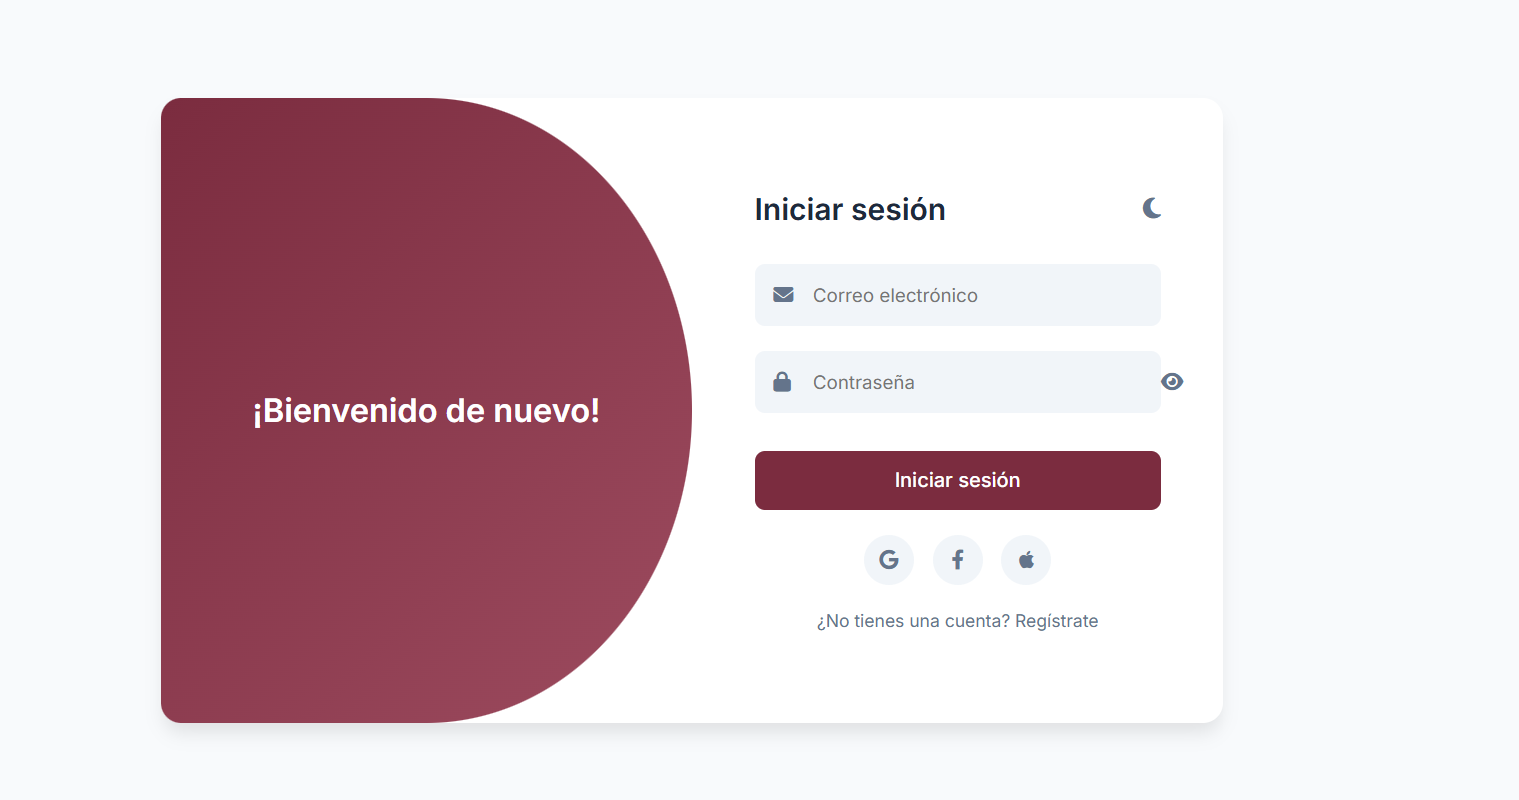 ¡Bienvenido de nuevo!
Iniciar sesión
Correo electrónico
Contraseña
Iniciar sesión
¿No tienes una cuenta? Regístrate